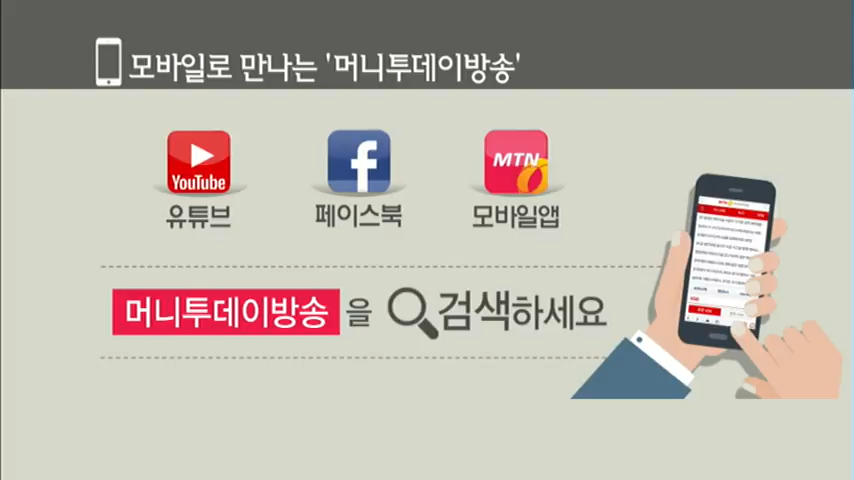 모바일로 만나는 '머니투데이방송'
YouTube
MTN
유튜브
페이스북
모바일앱
머니투데이방송을 검색하세요